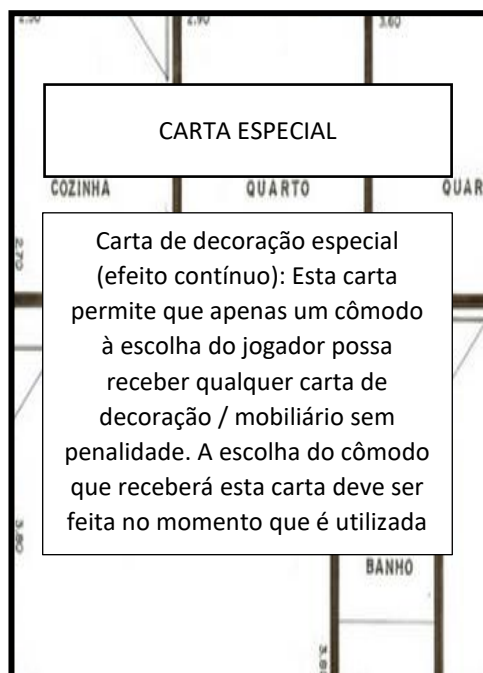 2.50
2.90
3.60
CARTA ESPECIAL
COZINHA
QUARTO
QUAR
2.70
Carta de decoração especial
(efeito contínuo): Esta carta
permite que apenas um cômodo
à escolha do jogador possa
receber qualquer carta de
decoração / mobiliário sem
penalidade. A escolha do cômodo
que receberá esta carta deve ser
feita no momento que é utilizada
3.80
BANHO